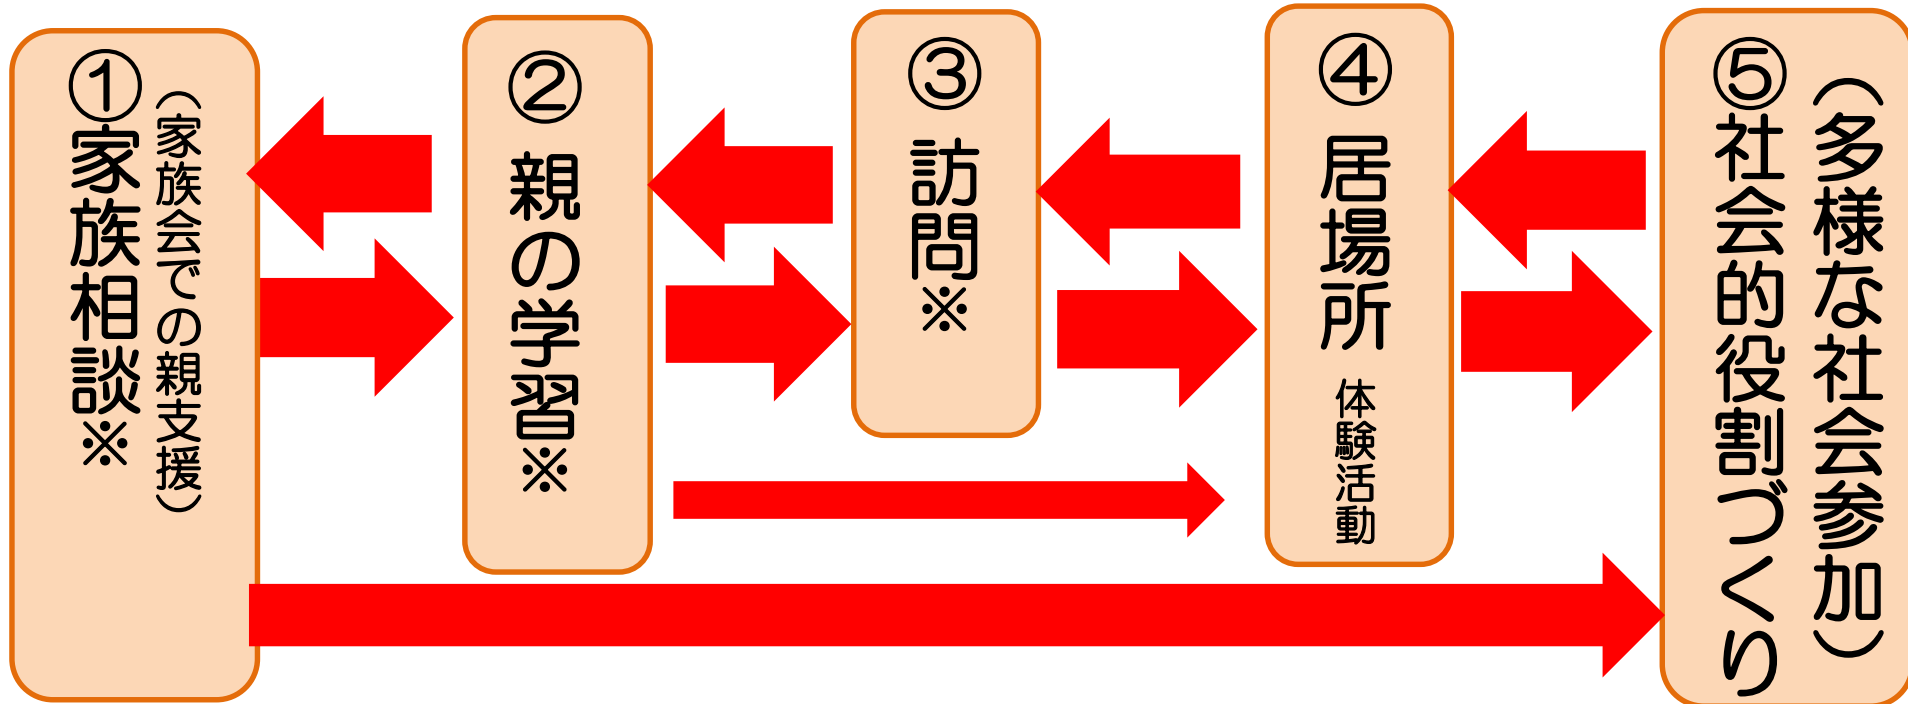 ①家族相談※
（家族会での親支援）
② 親の学習※
③ 訪問※
④ 居場所 体験活動
⑤社会的役割づくり
（多様な社会参加）